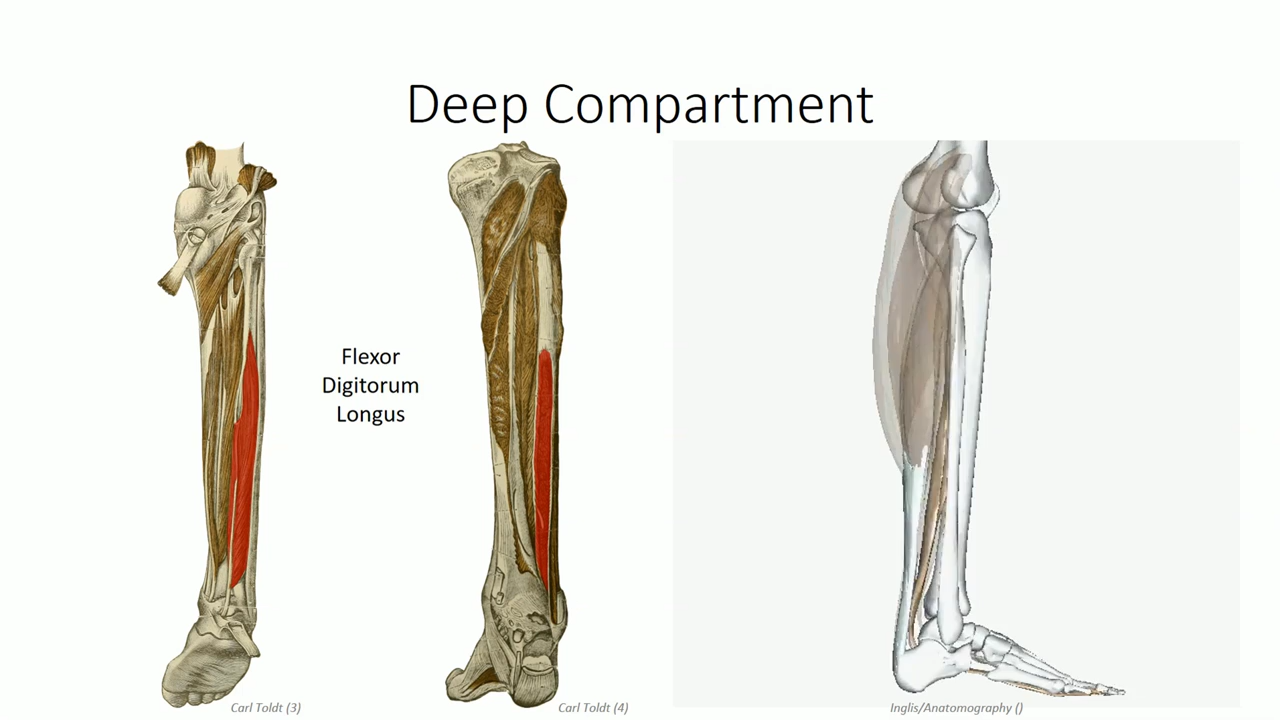 Deep Compartment
Flexor
Digitorum
Longus
Carl Toldt (3)
Carl Toldt (4)
Inglis/Anatomography ()